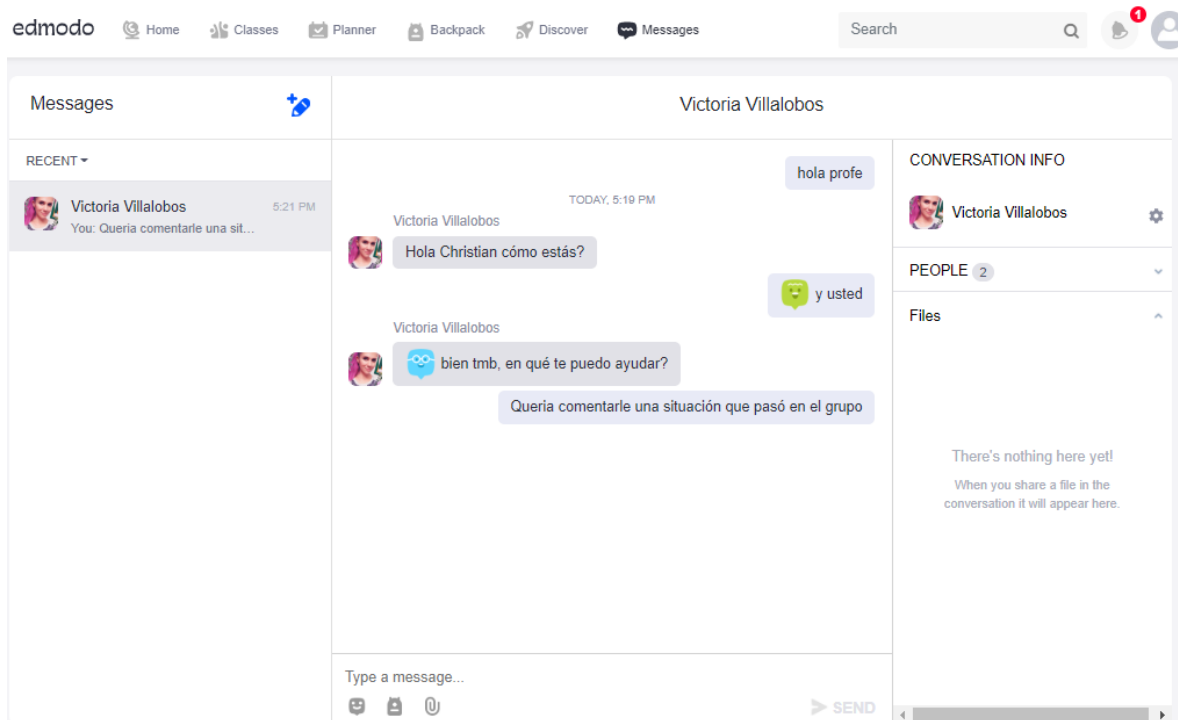 edmodo Home Classes Planner Backpack Discover Messages Search 1
Messages
Victoria Villalobos
RECENT
Victoria Villalobos 5:21 PM
You: Queria comentarle una sit...
hola profe
TODAY, 5:19 PM
Victoria Villalobos
Hola Christian cómo estás?
y usted
Victoria Villalobos
bien tmb, en qué te puedo ayudar?
Queria comentarle una situación que pasó en el grupo
Type a message...
SEND
CONVERSATION INFO
Victoria Villalobos
PEOPLE 2
Files
There's nothing here yet!
When you share a file in the
conversation it will appear here.